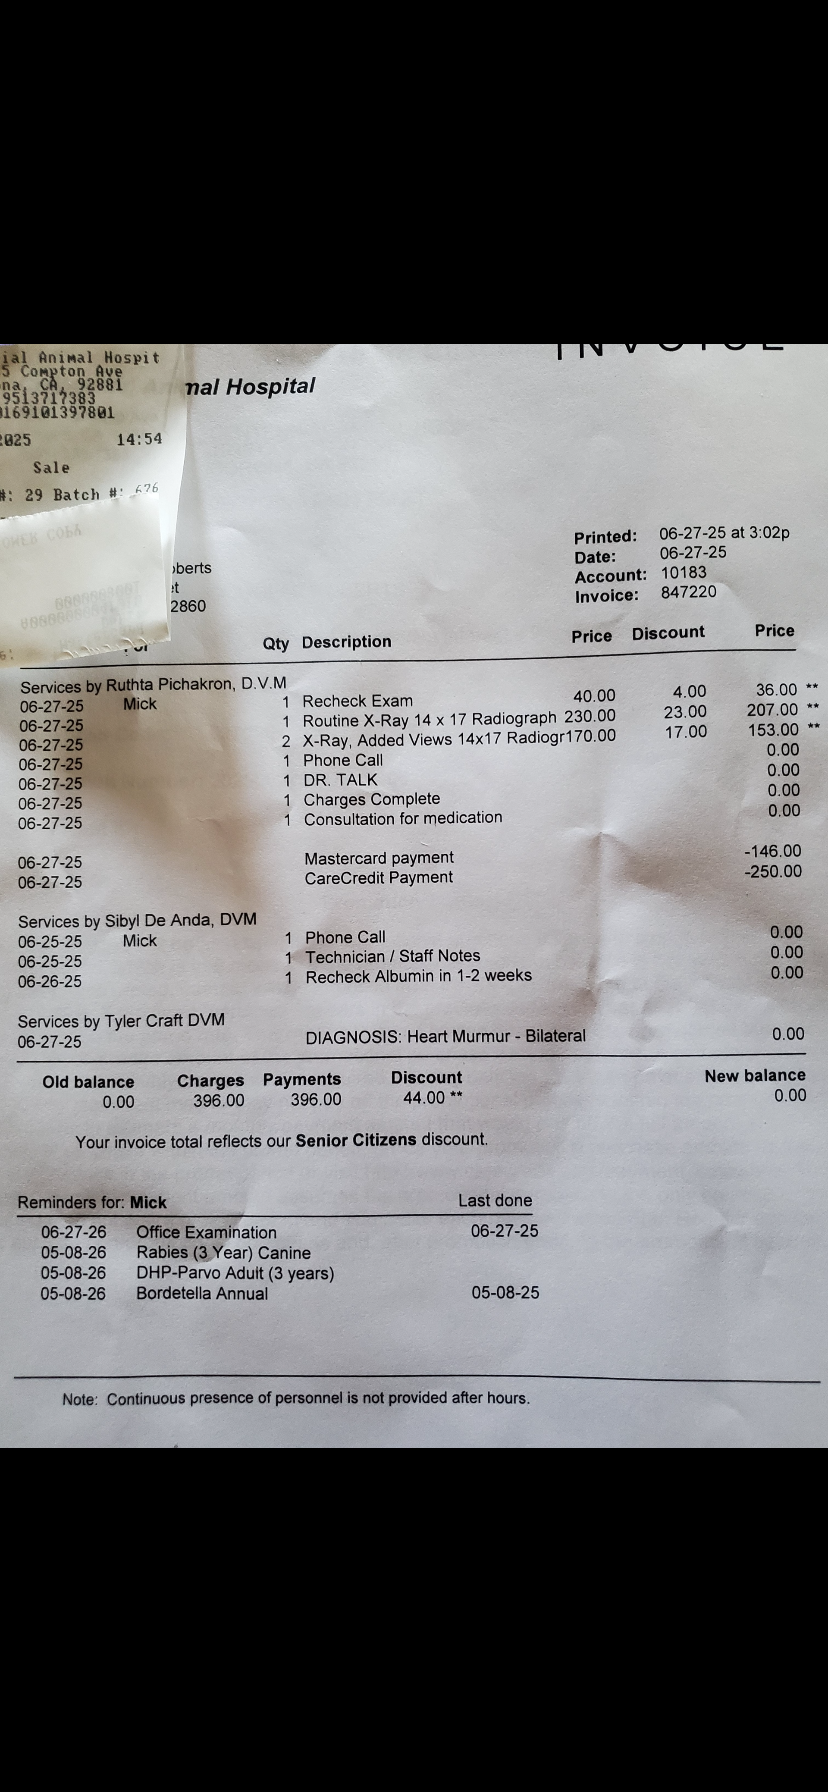 ial Animal Hospit
5 Compton Ave
na, CA, 92881
9513717383
0169101397801
2025 14:54
Sale
#: 29 Batch #: 676
INVOICE
mal Hospital
oberts
et
2860
Printed: 06-27-25 at 3:02p
Date: 06-27-25
Account: 10183
Invoice: 847220
For Qty Description Price Discount Price
Services by Ruthta Pichakron, D.V.M
06-27-25 Mick 1 Recheck Exam 40.00 4.00 36.00 **
06-27-25 1 Routine X-Ray 14 x 17 Radiograph 230.00 23.00 207.00 **
06-27-25 2 X-Ray, Added Views 14x17 Radiogr170.00 17.00 153.00 **
06-27-25 1 Phone Call 0.00
06-27-25 1 DR. TALK 0.00
06-27-25 1 Charges Complete 0.00
06-27-25 1 Consultation for medication 0.00
06-27-25 Mastercard payment -146.00
06-27-25 CareCredit Payment -250.00
Services by Sibyl De Anda, DVM
06-25-25 Mick 1 Phone Call 0.00
06-25-25 1 Technician / Staff Notes 0.00
06-26-25 1 Recheck Albumin in 1-2 weeks 0.00
Services by Tyler Craft DVM
06-27-25 DIAGNOSIS: Heart Murmur - Bilateral 0.00
Old balance Charges Payments Discount New balance
0.00 396.00 396.00 44.00 ** 0.00
Your invoice total reflects our Senior Citizens discount.
Reminders for: Mick Last done
06-27-26 Office Examination 06-27-25
05-08-26 Rabies (3 Year) Canine
05-08-26 DHP-Parvo Adult (3 years)
05-08-26 Bordetella Annual 05-08-25
Note: Continuous presence of personnel is not provided after hours.